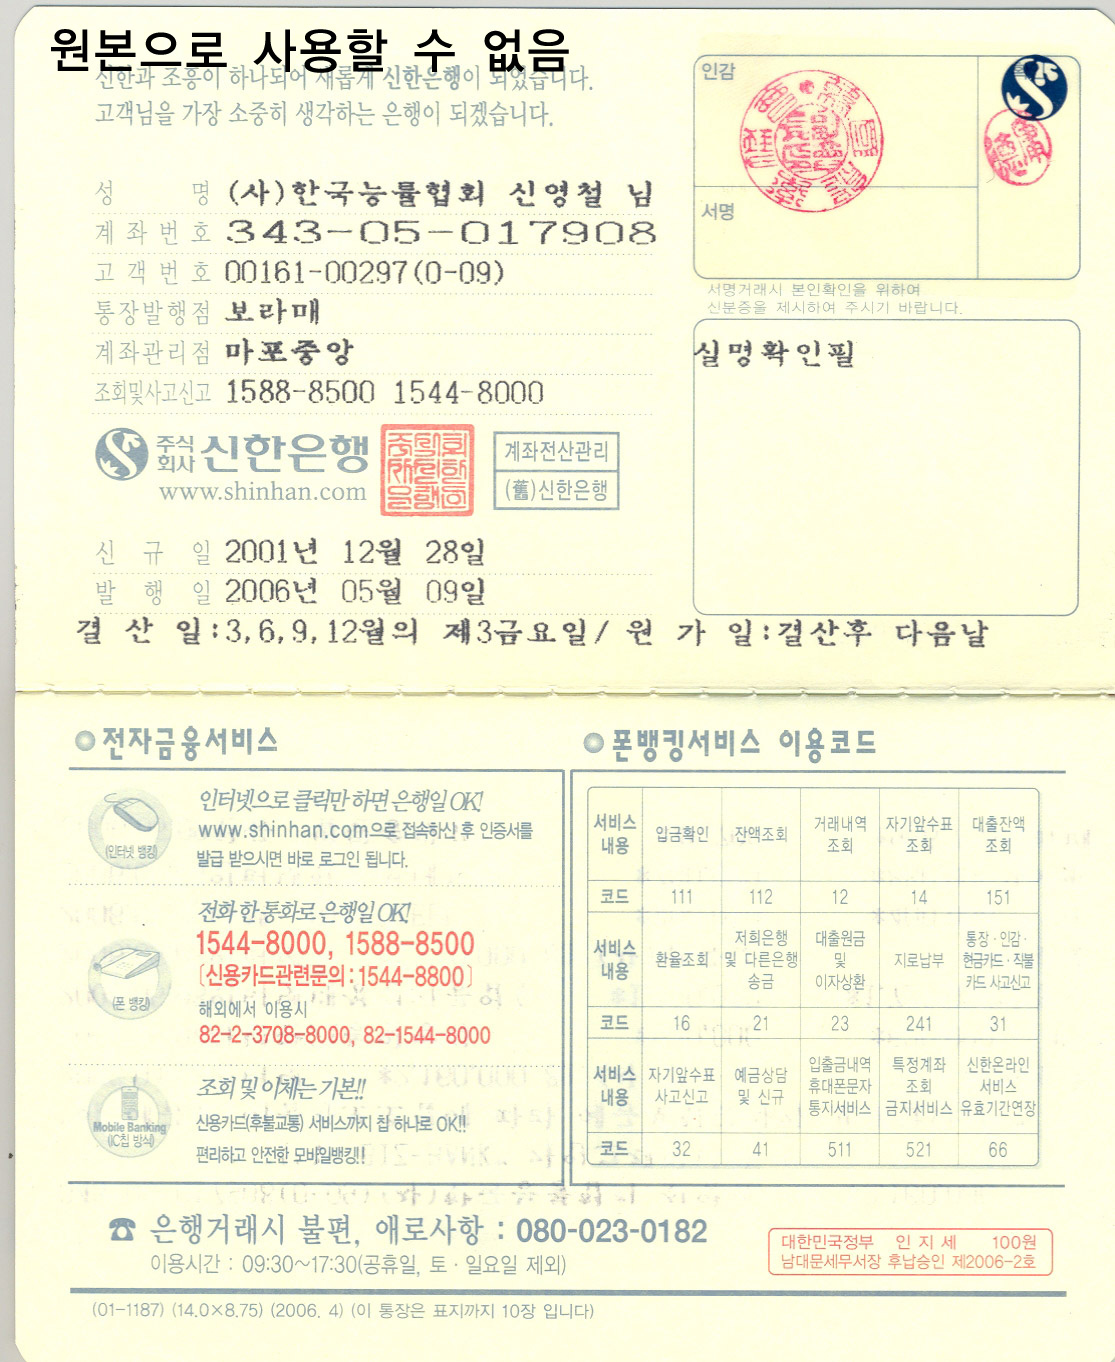 원본으로 사용할 수 없음
신한과 조흥이 하나되어 새롭게 신한은행이 되었습니다.
고객님을 가장 소중히 생각하는 은행이 되겠습니다.
성 명 (사)한국능률협회 신영철 님
계좌번호 343-05-017908
고객번호 00161-00297(0-09)
통장발행점 보라매
계좌관리점 마포중앙
조회및사고신고 1588-8500 1544-8000
주식회사 신한은행
www.shinhan.com
계좌전산관리
(舊)신한은행
신 규 일 2001년 12월 28일
발 행 일 2006년 05월 09일
결 산 일:3,6,9,12월의 제3금요일/ 원 가 일:결산후 다음날
인감
서명
서명거래시 본인확인을 위하여
신분증을 제시하여 주시기 바랍니다.
실명확인필
전자금융서비스
인터넷으로 클릭만 하면 은행일 OK!
www.shinhan.com으로 접속하신 후 인증서를
발급 받으시면 바로 로그인 됩니다.
(인터넷 뱅킹)
전화 한 통화로 은행일 OK!
1544-8000, 1588-8500
(신용카드관련문의:1544-8800)
해외에서 이용시
82-2-3708-8000, 82-1544-8000
(폰 뱅킹)
조회 및 이체는 기본!!
신용카드(후불교통) 서비스까지 칩 하나로 OK!!
편리하고 안전한 모바일뱅킹!!
Mobile Banking
(IC칩 방식)
폰뱅킹서비스 이용코드
서비스 내용 입금확인 잔액조회 거래내역 조회 자기앞수표 조회 대출잔액 조회
코드 111 112 12 14 151
서비스 내용 환율조회 저희은행 및 다른은행 송금 대출원금 및 이자상환 지로납부 통장·인감·현금카드·직불카드 사고신고
코드 16 21 23 241 31
서비스 내용 자기앞수표 사고신고 예금상담 및 신규 입출금내역 휴대폰문자 통지서비스 특정계좌 조회 금지서비스 신한온라인 서비스 유효기간연장
코드 32 41 511 521 66
☎ 은행거래시 불편, 애로사항 : 080-023-0182
이용시간 : 09:30~17:30(공휴일, 토·일요일 제외)
대한민국정부 인 지 세 100원
남대문세무서장 후납승인 제2006-2호
(01-1187) (14.0×8.75) (2006. 4) (이 통장은 표지까지 10장 입니다)